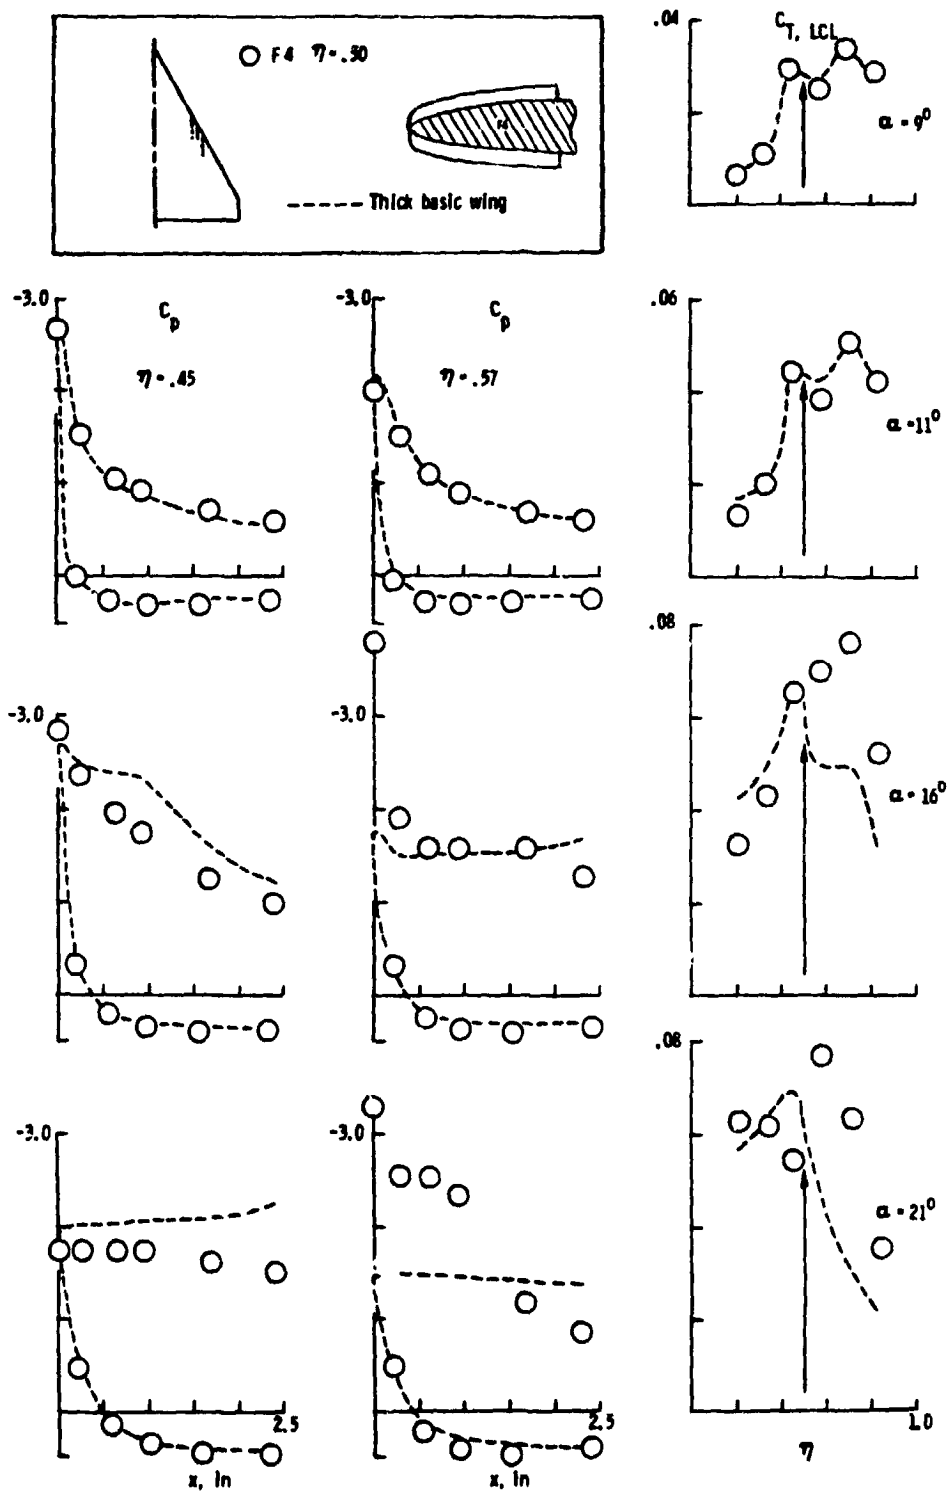 F4 η = .50
F4
Thick basic wing
.04
C_T, LCL
α = 9°
-3.0
C_p
η = .45
-3.0
C_p
η = .57
.06
α = 11°
-3.0
-3.0
.08
α = 16°
-3.0
2.5
x, in
-3.0
2.5
x, in
.08
α = 21°
1.0
η